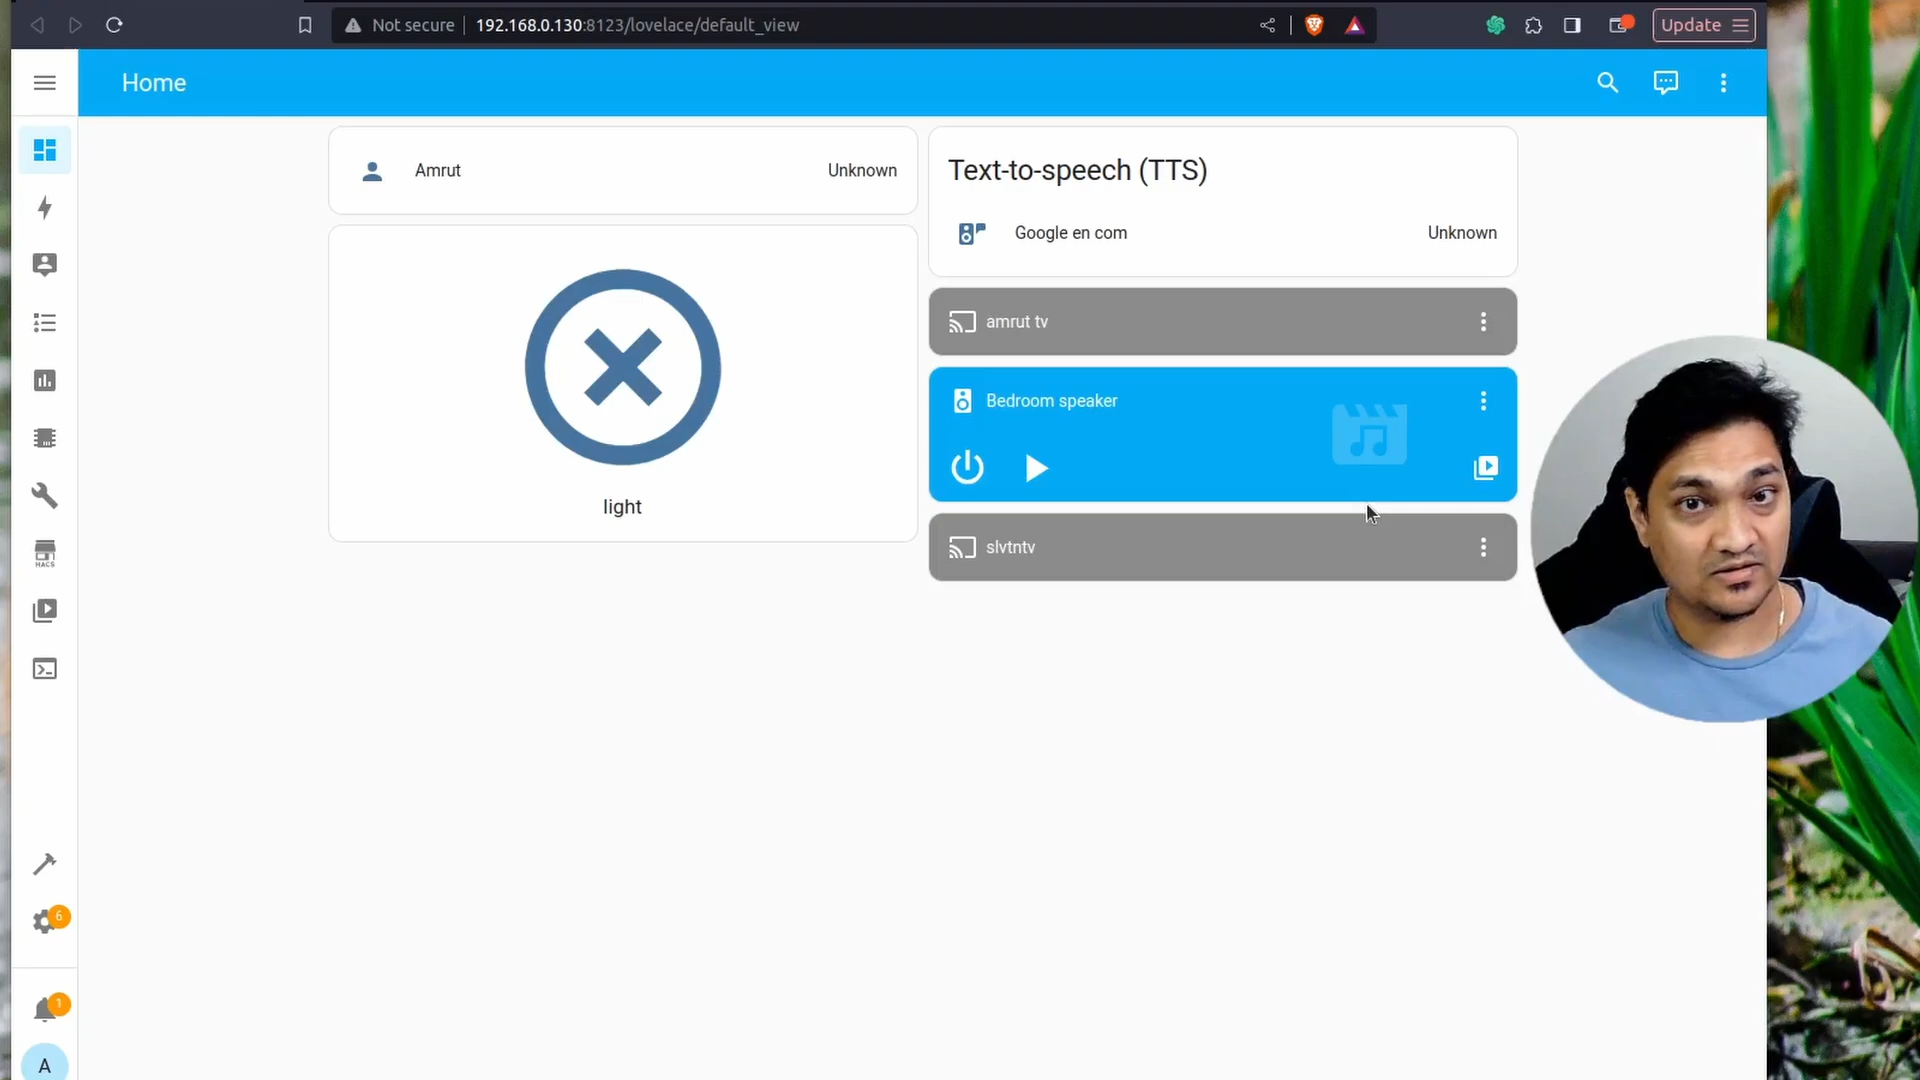 Not secure
192.168.0.130:8123/lovelace/default_view
Update
Home
Amrut
Unknown
light
Text-to-speech (TTS)
Google en com
Unknown
amrut tv
Bedroom speaker
slvtntv
HACS
6
1
A